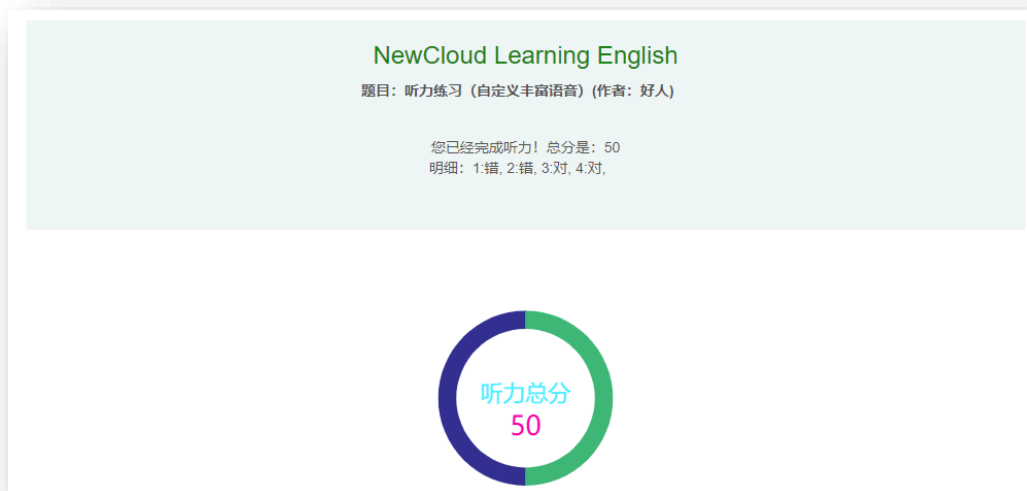 NewCloud Learning English
题目：听力练习（自定义丰富语音）(作者：好人)
您已经完成听力！总分是：50
明细：1:错, 2:错, 3:对, 4:对,
听力总分
50